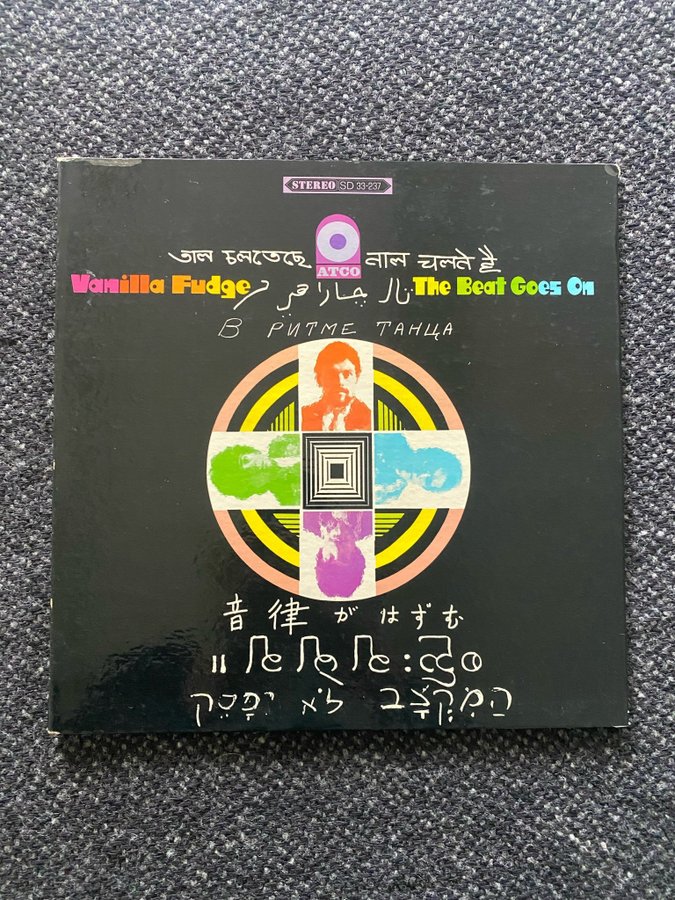 STEREO SD 33-237
ATCO
তাল চলতেছে ताल चलते है
Vanilla Fudge The Beat Goes On
В РИТМЕ ТАНЦА
音律がはずむ
הַמִקְצָב לֹא יִפָּסֵק